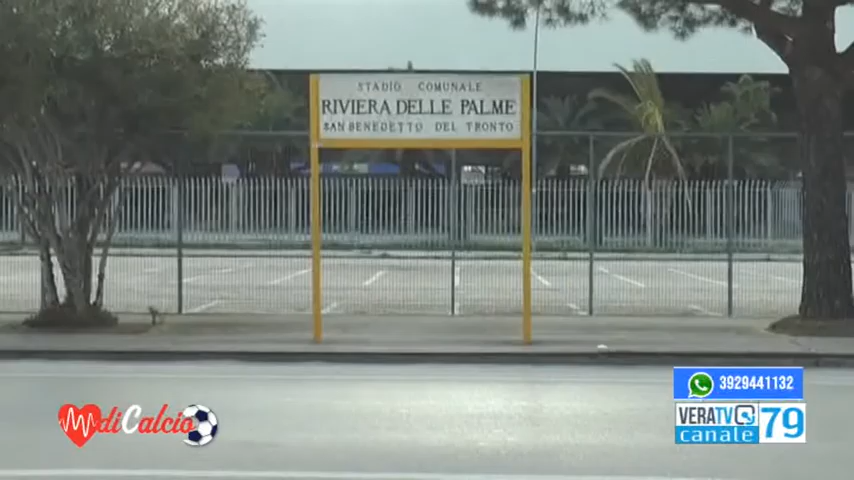 STADIO COMUNALE
RIVIERA DELLE PALME
SAN BENEDETTO DEL TRONTO
diCalcio
3929441132
VERATV
canale 79